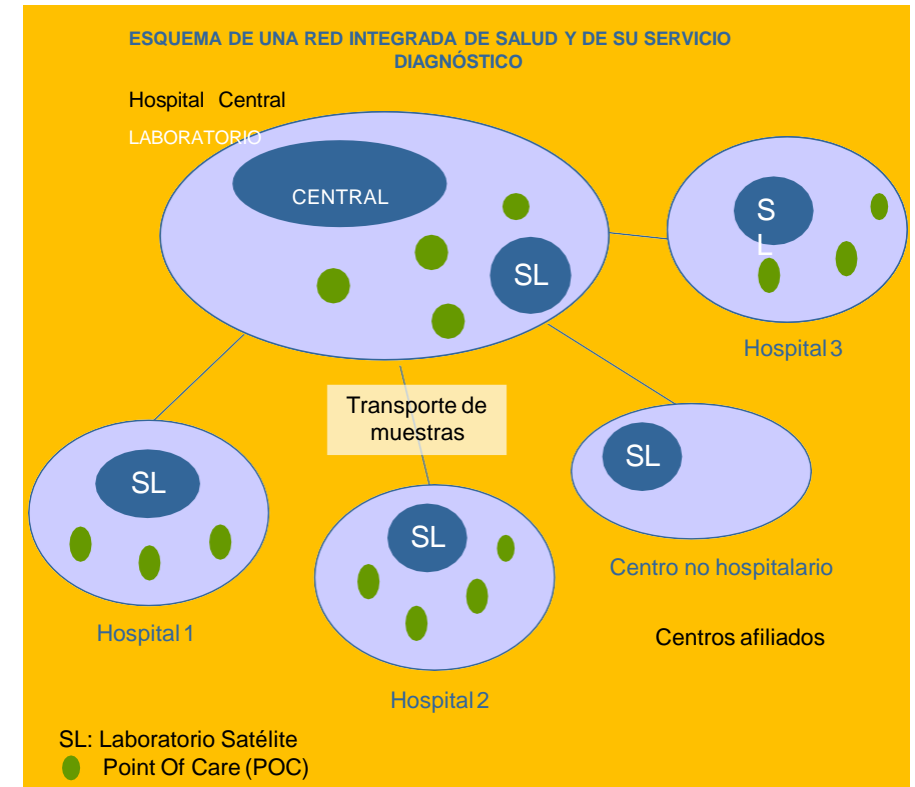 ESQUEMA DE UNA RED INTEGRADA DE SALUD Y DE SU SERVICIO
DIAGNÓSTICO
Hospital Central
LABORATORIO
CENTRAL
SL
S
L
Hospital 3
Transporte de
muestras
SL
SL
SL
Centro no hospitalario
Hospital 1
Centros afiliados
Hospital 2
SL: Laboratorio Satélite
Point Of Care (POC)